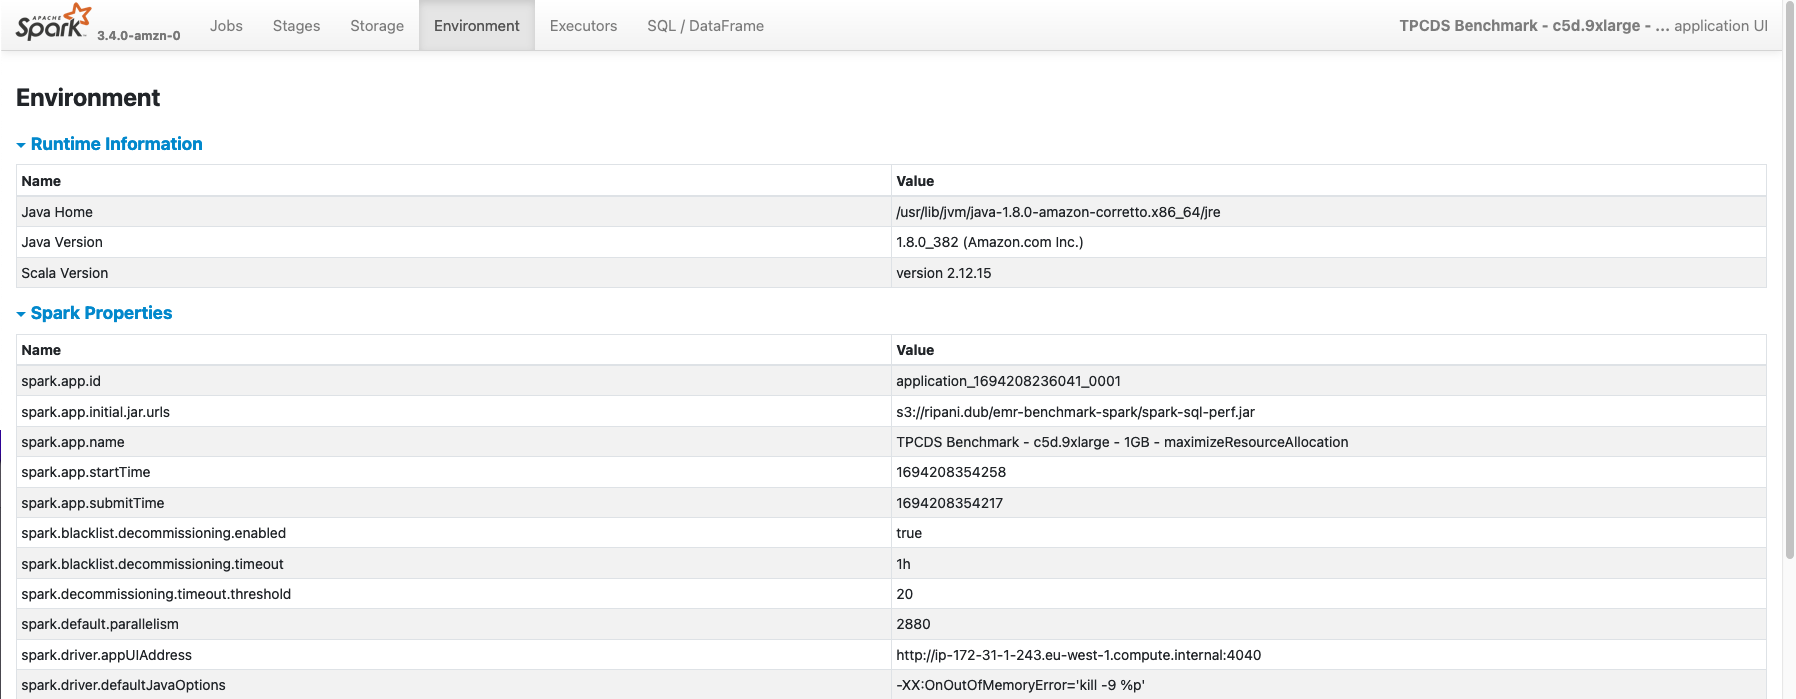 APACHE
Spark 3.4.0-amzn-0 Jobs Stages Storage Environment Executors SQL / DataFrame TPCDS Benchmark - c5d.9xlarge - ... application UI
Environment
Runtime Information
Name Value
Java Home /usr/lib/jvm/java-1.8.0-amazon-corretto.x86_64/jre
Java Version 1.8.0_382 (Amazon.com Inc.)
Scala Version version 2.12.15
Spark Properties
Name Value
spark.app.id application_1694208236041_0001
spark.app.initial.jar.urls s3://ripani.dub/emr-benchmark-spark/spark-sql-perf.jar
spark.app.name TPCDS Benchmark - c5d.9xlarge - 1GB - maximizeResourceAllocation
spark.app.startTime 1694208354258
spark.app.submitTime 1694208354217
spark.blacklist.decommissioning.enabled true
spark.blacklist.decommissioning.timeout 1h
spark.decommissioning.timeout.threshold 20
spark.default.parallelism 2880
spark.driver.appUIAddress http://ip-172-31-1-243.eu-west-1.compute.internal:4040
spark.driver.defaultJavaOptions -XX:OnOutOfMemoryError='kill -9 %p'